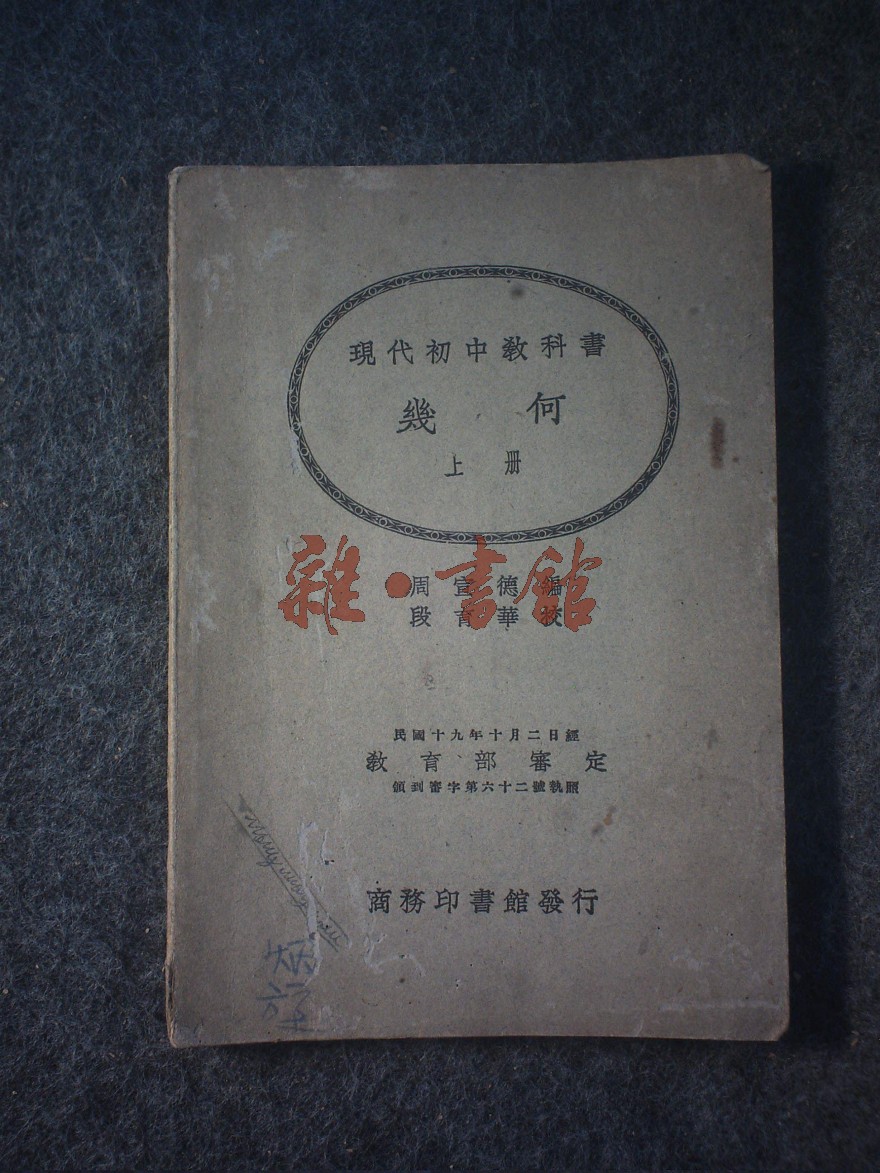 現代初中教科書
幾何
上册
周宣德編
段育華校
雜·書館
民國十九年十月二日經
教育部審定
領到審字第六十二號執照
商務印書館發行